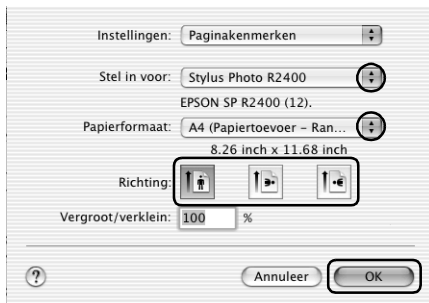 Instellingen: Paginakenmerken
Stel in voor: Stylus Photo R2400
EPSON SP R2400 (12).
Papierformaat: A4 (Papiertoevoer – Ran...
8.26 inch x 11.68 inch
Richting:
Vergroot/verklein: 100 %
? Annuleer OK